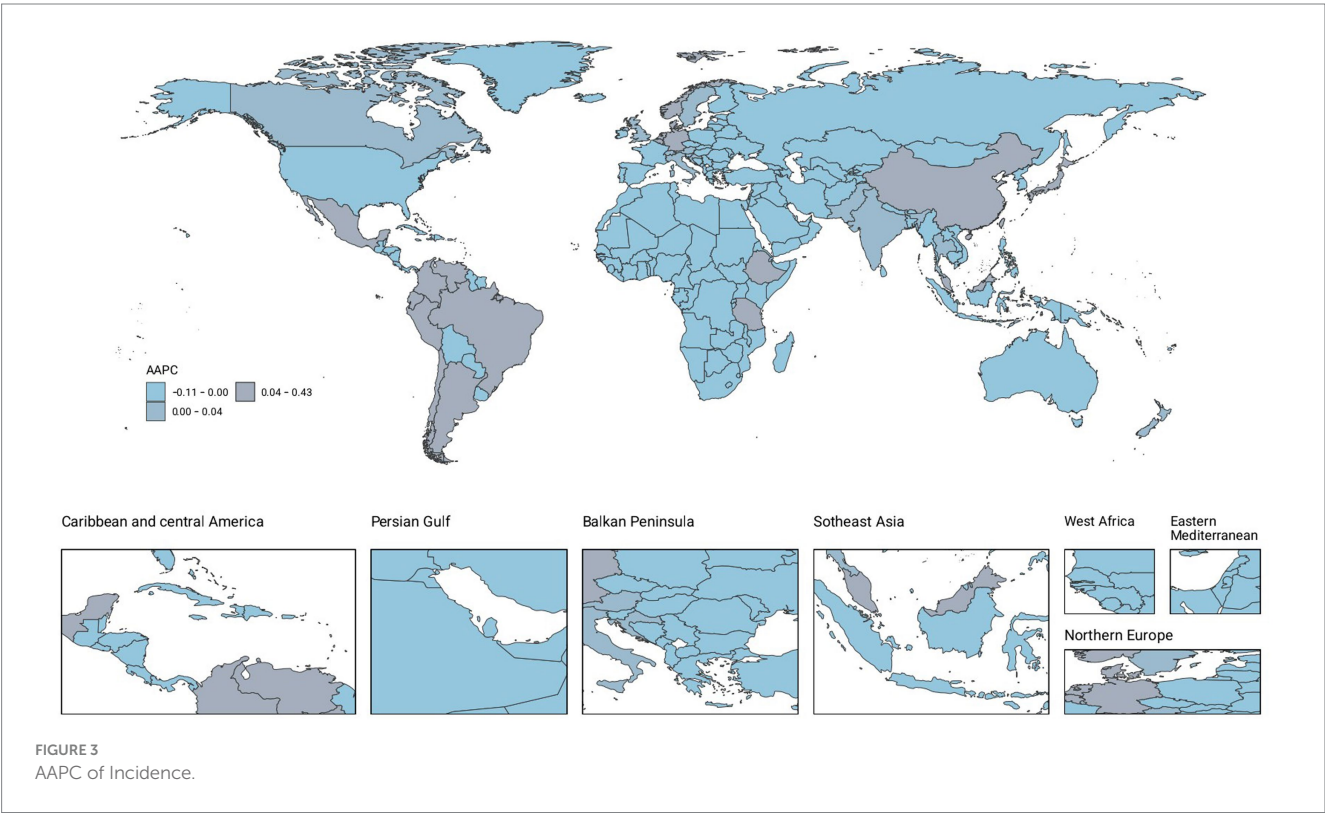 AAPC
-0.11 - 0.00
0.04 - 0.43
0.00 - 0.04
Caribbean and central America
Persian Gulf
Balkan Peninsula
Sotheast Asia
West Africa
Eastern
Mediterranean
Northern Europe
FIGURE 3
AAPC of Incidence.